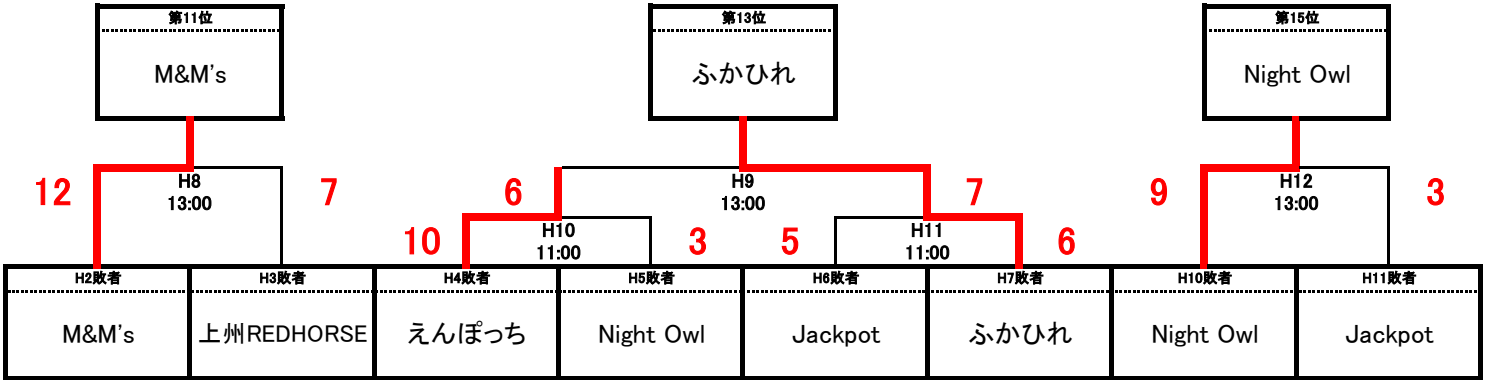 第11位
第13位
第15位
M&M's
ふかひれ
Night Owl
12
H8
13:00
7
6
H9
13:00
7
9
H12
13:00
3
10
H10
11:00
3
5
H11
11:00
6
H2敗者
H3敗者
H4敗者
H5敗者
H6敗者
H7敗者
H10敗者
H11敗者
M&M's
上州REDHORSE
えんぽっち
Night Owl
Jackpot
ふかひれ
Night Owl
Jackpot